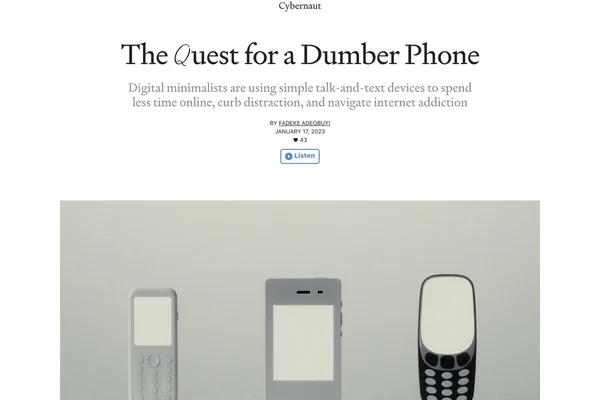 Cybernaut
The Quest for a Dumber Phone
Digital minimalists are using simple talk-and-text devices to spend
less time online, curb distraction, and navigate internet addiction
BY FADEKE ADEGBUYI
JANUARY 17, 2023
♥ 43
Listen